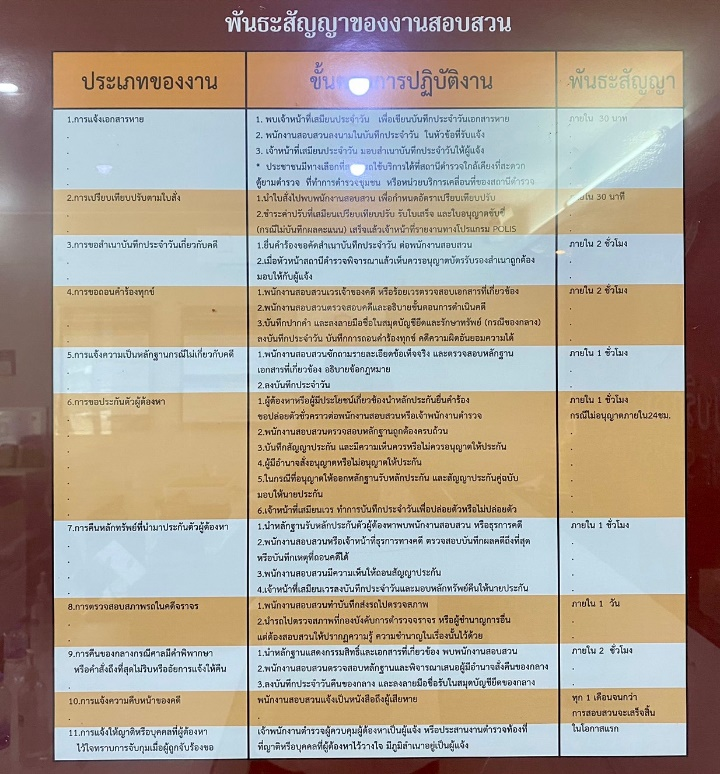 พันธะสัญญาของงานสอบสวน
ประเภทของงาน
ขั้นตอนการปฏิบัติงาน
พันธะสัญญา
1.การแจ้งเอกสารหาย
1. พบเจ้าหน้าที่เสมียนประจำวัน เพื่อเขียนบันทึกประจำวันเอกสารหาย
2. พนักงานสอบสวนลงนามในบันทึกประจำวัน ในหัวข้อที่รับแจ้ง
3. เจ้าหน้าที่เสมียนประจำวัน มอบสำเนาบันทึกประจำวันให้ผู้แจ้ง
* ประชาชนมีทางเลือกที่สามารถใช้บริการได้ที่สถานีตำรวจใกล้เคียงที่สะดวก
ตู้ยามตำรวจ ที่ทำการตำรวจชุมชน หรือหน่วยบริการเคลื่อนที่ของสถานีตำรวจ
ภายใน 30 นาที
2.การเปรียบเทียบปรับตามใบสั่ง
1.นำใบสั่งไปพบพนักงานสอบสวน เพื่อกำหนดอัตราเปรียบเทียบปรับ
2.ชำระค่าปรับที่เสมียนเปรียบเทียบปรับ รับใบเสร็จ และใบอนุญาตขับขี่
(กรณีไม่บันทึกผลคะแนน) เสร็จแล้วเจ้าหน้าที่รายงานทางโปรแกรม POLIS
ภายใน 30 นาที
3.การขอสำเนาบันทึกประจำวันเกี่ยวกับคดี
1.ยื่นคำร้องขอคัดสำเนาบันทึกประจำวัน ต่อพนักงานสอบสวน
2.เมื่อหัวหน้าสถานีตำรวจพิจารณาแล้วเห็นควรอนุญาตบัตรรับรองสำเนาถูกต้อง
มอบให้กับผู้แจ้ง
ภายใน 2 ชั่วโมง
4.การขอถอนคำร้องทุกข์
1.พนักงานสอบสวนเวรเจ้าของคดี หรือร้อยเวรตรวจสอบเอกสารที่เกี่ยวข้อง
2.พนักงานสอบสวนตรวจสอบคดีและอธิบายขั้นตอนการดำเนินคดี
3.บันทึกปากคำ และลงลายมือชื่อในสมุดบัญชียึดและรักษาทรัพย์ (กรณีของกลาง)
ลงบันทึกประจำวัน บันทึกการถอนคำร้องทุกข์ คดีความผิดอันยอมความได้
ภายใน 2 ชั่วโมง
5.การแจ้งความเป็นหลักฐานกรณีไม่เกี่ยวกับคดี
1.พนักงานสอบสวนซักถามรายละเอียดข้อเท็จจริง และตรวจสอบหลักฐาน
เอกสารที่เกี่ยวข้อง อธิบายข้อกฎหมาย
2.ลงบันทึกประจำวัน
ภายใน 1 ชั่วโมง
6.การขอประกันตัวผู้ต้องหา
1.ผู้ต้องหาหรือผู้มีประโยชน์เกี่ยวข้องนำหลักประกันยื่นคำร้อง
ขอปล่อยตัวชั่วคราวต่อพนักงานสอบสวนหรือเจ้าพนักงานตำรวจ
2.พนักงานสอบสวนตรวจสอบหลักฐานถูกต้องครบถ้วน
3.บันทึกสัญญาประกัน และมีความเห็นควรหรือไม่ควรอนุญาตให้ประกัน
4.ผู้มีอำนาจสั่งอนุญาตหรือไม่อนุญาตให้ประกัน
5.ในกรณีที่อนุญาตให้ออกหลักฐานรับหลักประกัน และสัญญาประกันคู่ฉบับ
มอบให้นายประกัน
6.เจ้าหน้าที่เสมียนเวร ทำการบันทึกประจำวันเพื่อปล่อยตัวหรือไม่ปล่อยตัว
ภายใน 1 ชั่วโมง
กรณีไม่อนุญาตภายใน24ชม.
7.การคืนหลักทรัพย์ที่นำมาประกันตัวผู้ต้องหา
1.นำหลักฐานรับหลักประกันตัวผู้ต้องหาพบพนักงานสอบสวน หรือธุรการคดี
2.พนักงานสอบสวนหรือเจ้าหน้าที่ธุรการทางคดี ตรวจสอบบันทึกผลคดีถึงที่สุด
หรือบันทึกเหตุที่ถอนคดีได้
3.พนักงานสอบสวนมีความเห็นให้ถอนสัญญาประกัน
4.เจ้าหน้าที่เสมียนเวรลงบันทึกประจำวันและมอบหลักทรัพย์คืนให้นายประกัน
ภายใน 1 ชั่วโมง
8.การตรวจสอบสภาพรถในคดีจราจร
1.พนักงานสอบสวนทำบันทึกส่งรถไปตรวจสภาพ
2.นำรถไปตรวจสภาพที่กองบังคับการตำรวจจราจร หรือผู้ชำนาญการอื่น
แต่ต้องสอบสวนให้ปรากฏความรู้ ความชำนาญในเรื่องนั้นไว้ด้วย
ภายใน 1 วัน
9.การคืนของกลางกรณีศาลมีคำพิพากษา
หรือคำสั่งถึงที่สุดไม่ริบหรืออัยการแจ้งให้คืน
1.นำหลักฐานแสดงกรรมสิทธิ์และเอกสารที่เกี่ยวข้อง พบพนักงานสอบสวน
2.พนักงานสอบสวนตรวจสอบหลักฐานและพิจารณาเสนอผู้มีอำนาจสั่งคืนของกลาง
3.ลงบันทึกประจำวันคืนของกลาง และลงลายมือชื่อรับในสมุดบัญชียึดของกลาง
ภายใน 2 ชั่วโมง
10.การแจ้งความคืบหน้าของคดี
พนักงานสอบสวนแจ้งเป็นหนังสือถึงผู้เสียหาย
ทุก 1 เดือนจนกว่า
การสอบสวนจะเสร็จสิ้น
11.การแจ้งให้ญาติหรือบุคคลที่ผู้ต้องหา
ไว้ใจทราบการจับกุมเมื่อผู้ถูกจับร้องขอ
เจ้าพนักงานตำรวจผู้ควบคุมผู้ต้องหาเป็นผู้แจ้ง หรือประสานงานตำรวจท้องที่
ที่ญาติหรือบุคคลที่ผู้ต้องหาไว้วางใจ มีภูมิลำเนาอยู่เป็นผู้แจ้ง
ในโอกาสแรก